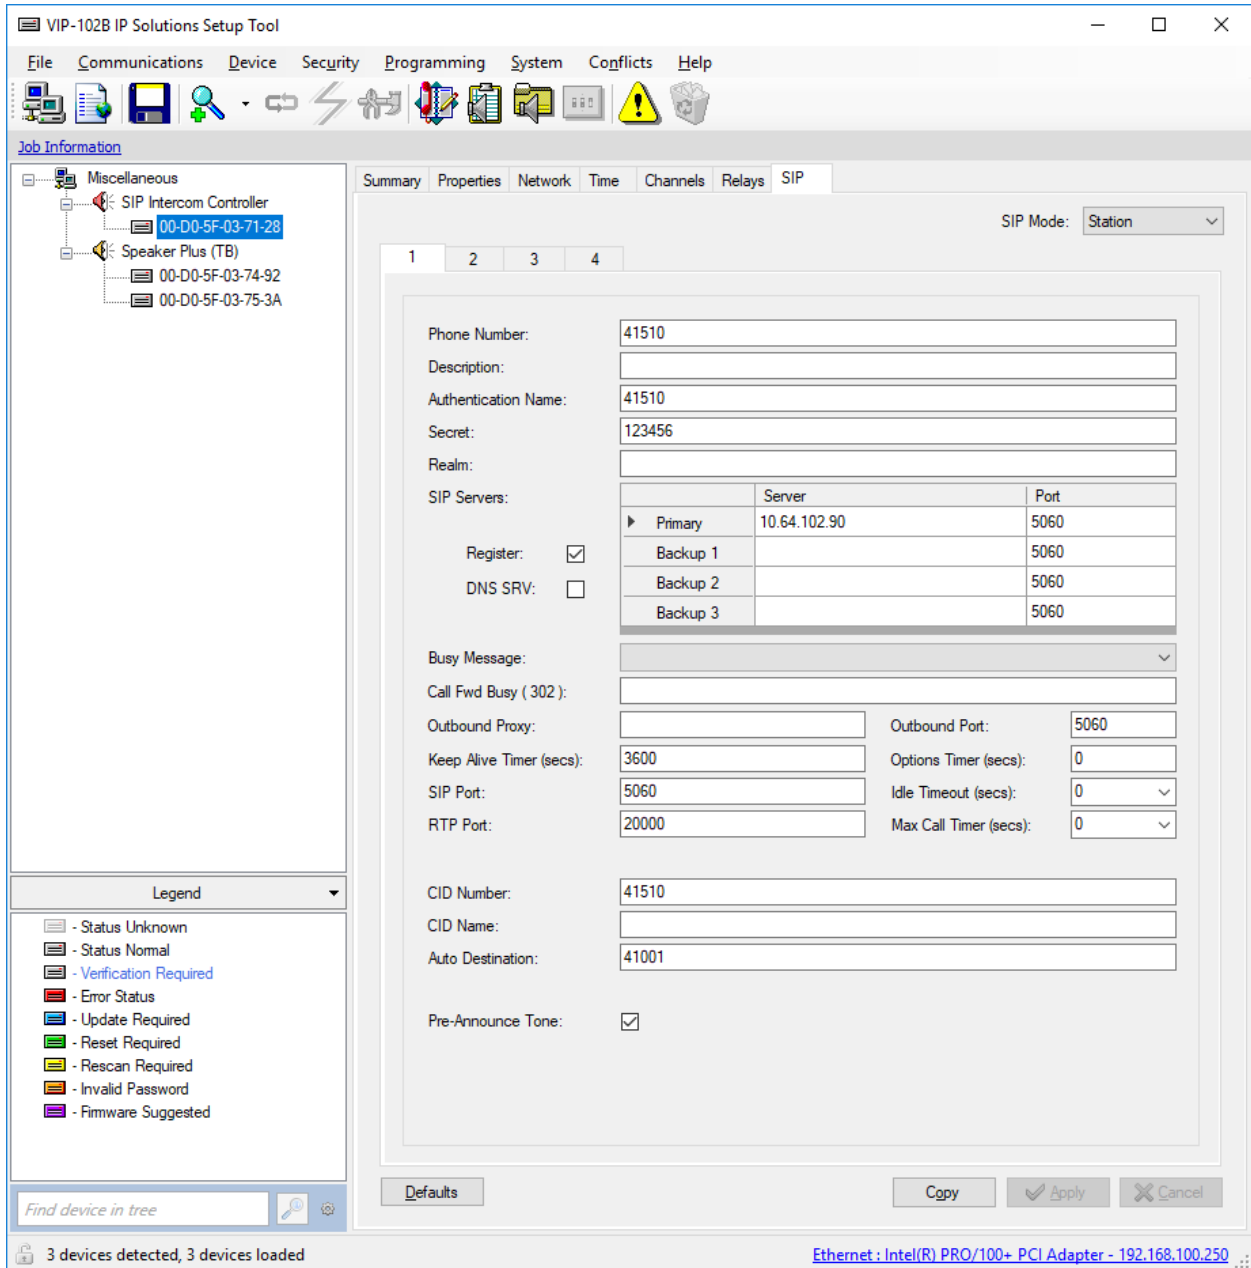 VIP-102B IP Solutions Setup Tool
File Communications Device Security Programming System Conflicts Help
Job Information
Miscellaneous
SIP Intercom Controller
00-D0-5F-03-71-28
Speaker Plus (TB)
00-D0-5F-03-74-92
00-D0-5F-03-75-3A
Legend
- Status Unknown
- Status Normal
- Verification Required
- Error Status
- Update Required
- Reset Required
- Rescan Required
- Invalid Password
- Firmware Suggested
Find device in tree
Summary Properties Network Time Channels Relays SIP
SIP Mode: Station
1 2 3 4
Phone Number: 41510
Description:
Authentication Name: 41510
Secret: 123456
Realm:
SIP Servers: Server Port
Primary 10.64.102.90 5060
Register: Backup 1 5060
DNS SRV: Backup 2 5060
Backup 3 5060
Busy Message:
Call Fwd Busy ( 302 ):
Outbound Proxy: Outbound Port: 5060
Keep Alive Timer (secs): 3600 Options Timer (secs): 0
SIP Port: 5060 Idle Timeout (secs): 0
RTP Port: 20000 Max Call Timer (secs): 0
CID Number: 41510
CID Name:
Auto Destination: 41001
Pre-Announce Tone:
Defaults Copy Apply Cancel
3 devices detected, 3 devices loaded Ethernet : Intel(R) PRO/100+ PCI Adapter - 192.168.100.250